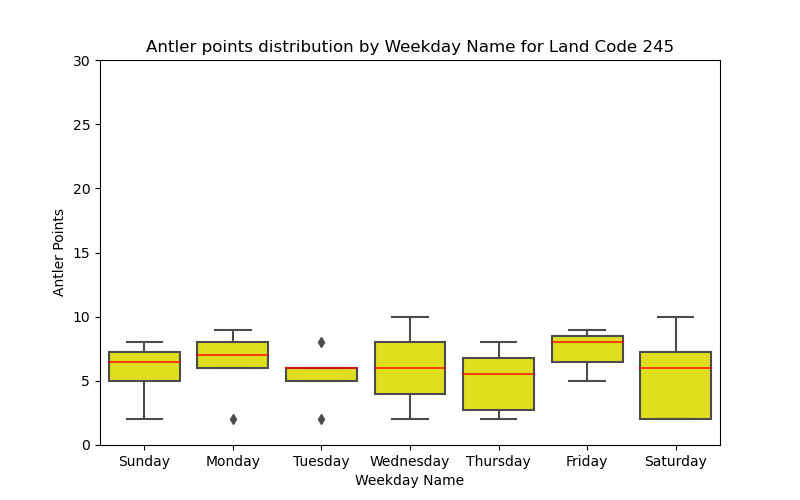 Antler points distribution by Weekday Name for Land Code 245
30
25
20
15
10
5
0
Antler Points
Sunday Monday Tuesday Wednesday Thursday Friday Saturday
Weekday Name